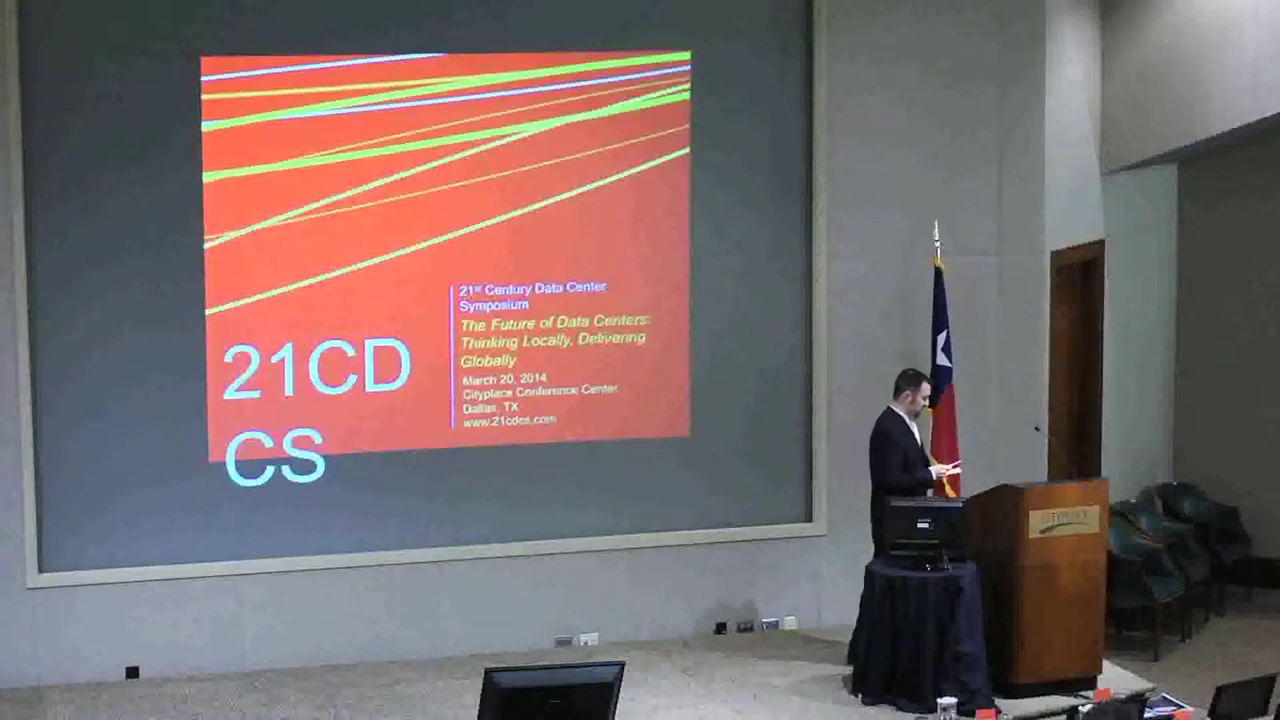 21CD
CS
21st Century Data Center
Symposium
The Future of Data Centers:
Thinking Locally, Delivering
Globally
March 20, 2014
Cityplace Conference Center
Dallas, TX
www.21cdcs.com
CITYPLACE